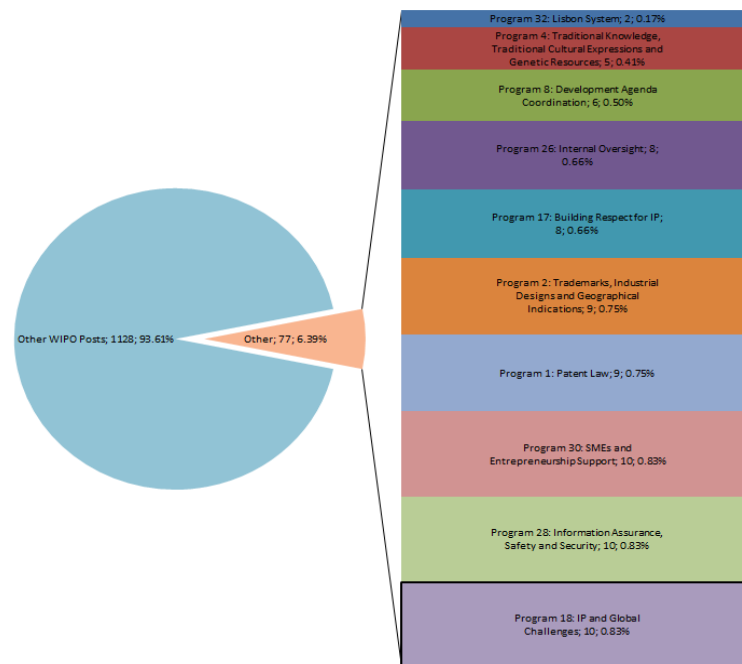 Program 32: Lisbon System; 2; 0.17%
Program 4: Traditional Knowledge,
Traditional Cultural Expressions and
Genetic Resources; 5; 0.41%
Program 8: Development Agenda
Coordination; 6; 0.50%
Program 26: Internal Oversight; 8;
0.66%
Program 17: Building Respect for IP;
8; 0.66%
Program 2: Trademarks, Industrial
Designs and Geographical
Indications; 9; 0.75%
Other WIPO Posts; 1128; 93.61%
Other; 77; 6.39%
Program 1: Patent Law; 9; 0.75%
Program 30: SMEs and
Entrepreneurship Support; 10; 0.83%
Program 28: Information Assurance,
Safety and Security; 10; 0.83%
Program 18: IP and Global
Challenges; 10; 0.83%